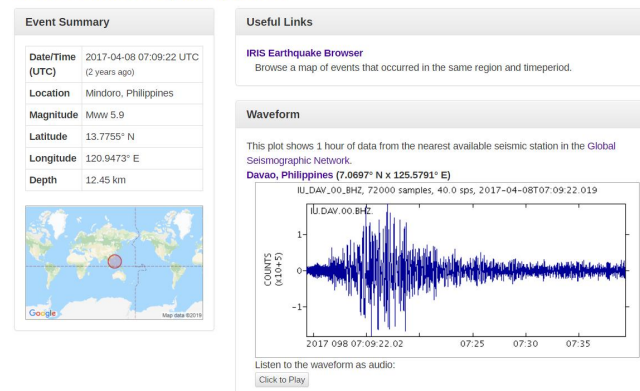 Event Summary
Date/Time (UTC)
2017-04-08 07:09:22 UTC
(2 years ago)
Location Mindoro, Philippines
Magnitude Mww 5.9
Latitude 13.7755° N
Longitude 120.9473° E
Depth 12.45 km
Google
Map data ©2019
Useful Links
IRIS Earthquake Browser
Browse a map of events that occurred in the same region and timeperiod.
Waveform
This plot shows 1 hour of data from the nearest available seismic station in the Global
Seismographic Network.
Davao, Philippines (7.0697° N x 125.5791° E)
IU_DAV_00_BHZ, 72000 samples, 40.0 sps, 2017-04-08T07:09:22.019
IU.DAV.00.BHZ.
COUNTS
(x10+5)
1
0
−1
2017 098 07:09:22.02 07:25 07:30 07:35
Listen to the waveform as audio:
Click to Play